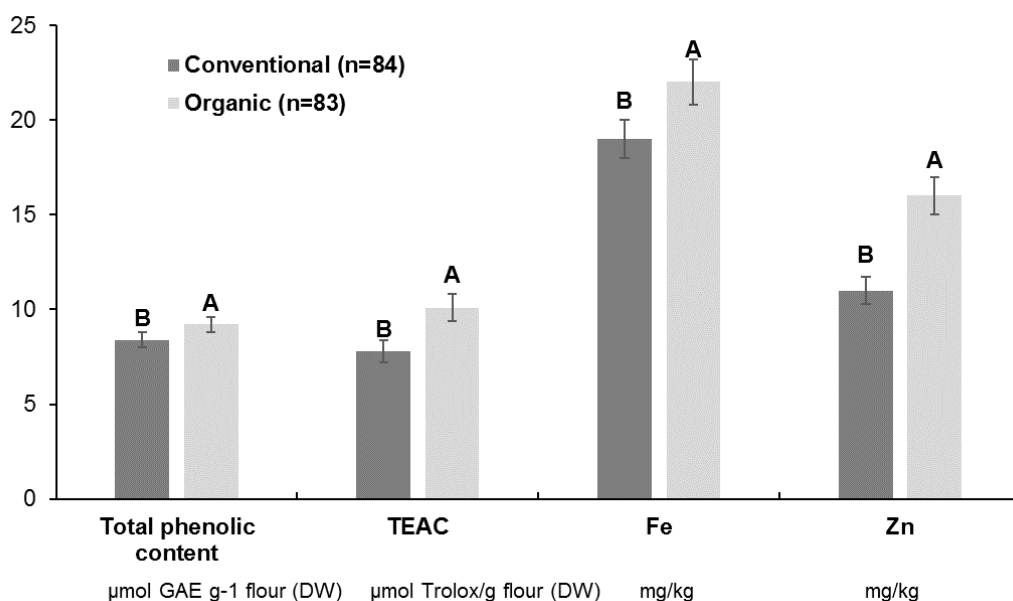 25
20
15
10
5
0
Conventional (n=84)
Organic (n=83)
B
A
B
A
B
A
B
A
Total phenolic
content
TEAC
Fe
Zn
µmol GAE g-1 flour (DW)
µmol Trolox/g flour (DW)
mg/kg
mg/kg